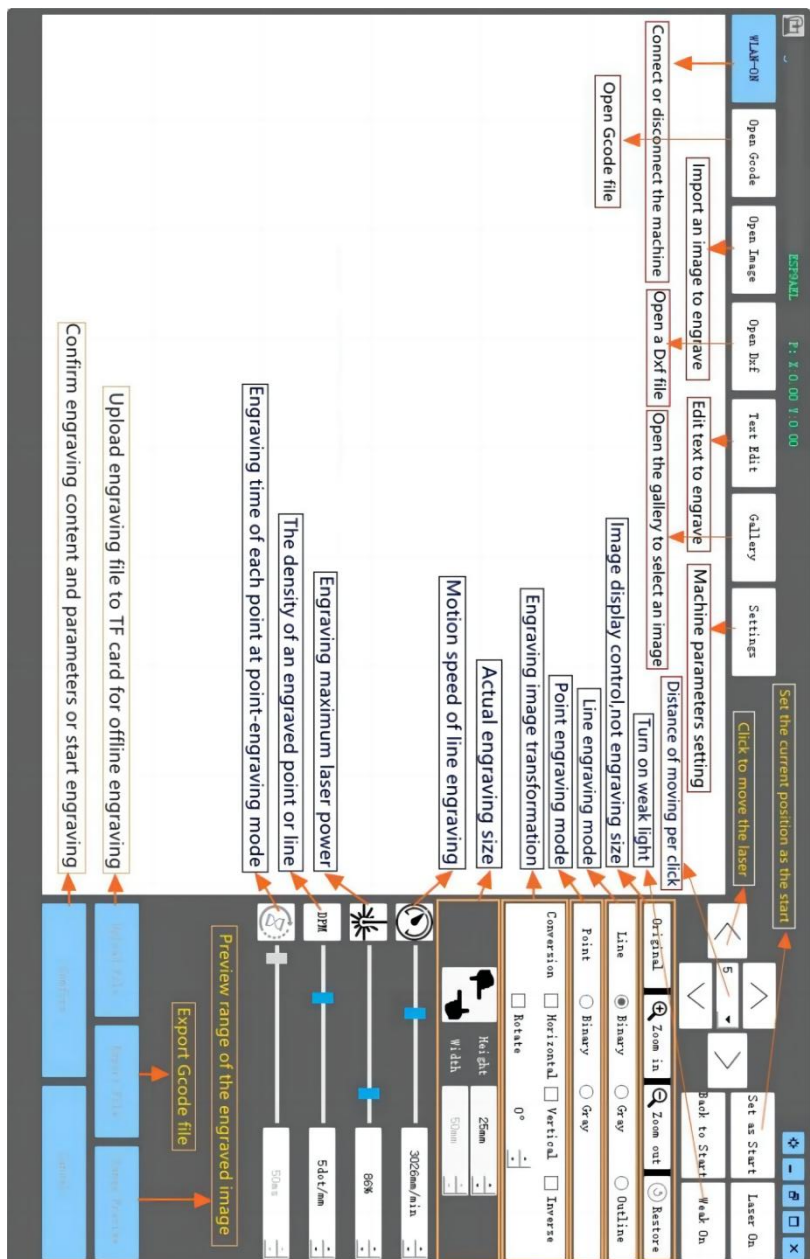 ESP9AEL P: X 0.00 Y:0.00
WLAN-ON
Open Gcode
Open Image
Open Dxf
Text Edit
Gallery
Settings
Set as Start
Laser On
Back to Start
Weak On
5
Set the current position as the start
Click to move the laser
Distance of moving per click
Import an image to engrave
Edit text to engrave
Machine parameters setting
Connect or disconnect the machine
Open a Dxf file
Open the gallery to select an image
Turn on weak light
Open Gcode file
Image display control,not engraving size
Line engraving mode
Point engraving mode
Engraving image transformation
Actual engraving size
Motion speed of line engraving
Engraving maximum laser power
The density of an engraved point or line
Engraving time of each point at point-engraving mode
Original
Zoom in
Zoom out
Restor
Line
Binary
Gray
Outline
Point
Binary
Gray
Conversion
Horizontal
Vertical
Inverse
Rotate
0°
Height
25mm
Width
50mm
3026mm/min
86%
DPM
5dot/mm
50ms
Preview range of the engraved image
Export Gcode file
Upload engraving file to TF card for offline engraving
Confirm engraving content and parameters or start engraving
Upload File
Export File